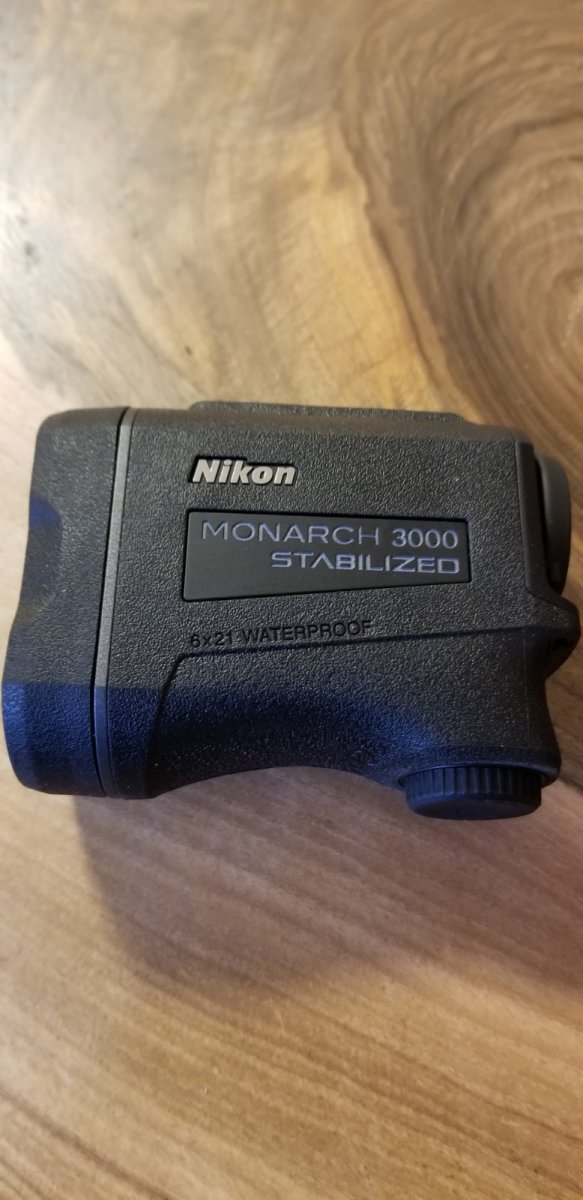 Nikon
MONARCH 3000
STABILIZED
6x21 WATERPROOF